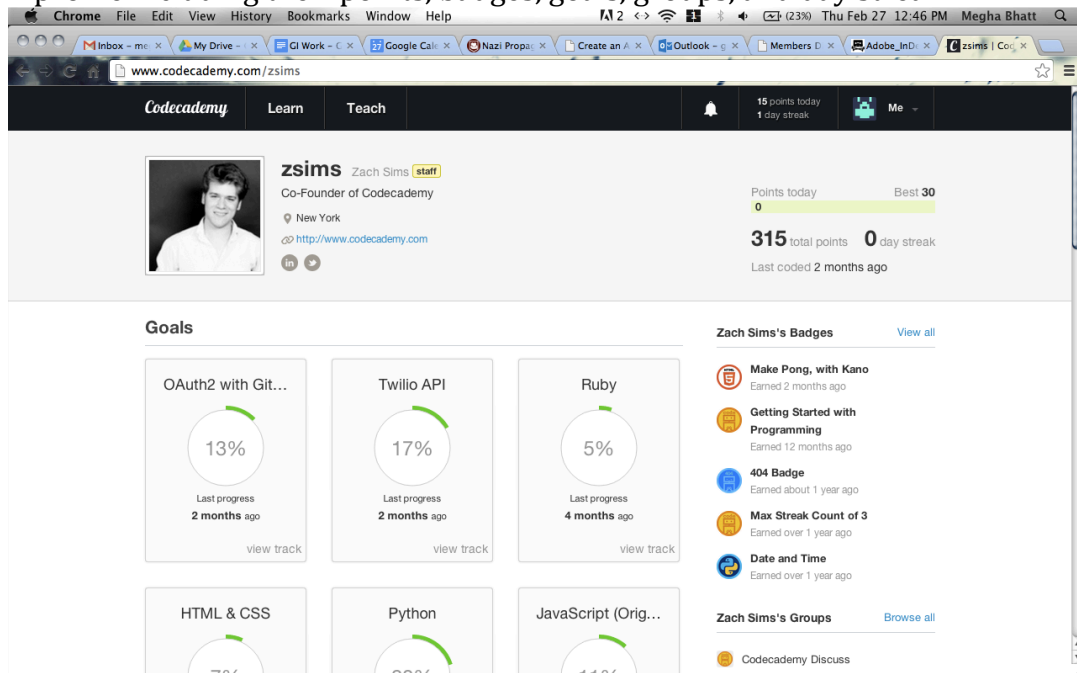 Chrome File Edit View History Bookmarks Window Help 2 (23%) Thu Feb 27 12:46 PM Megha Bhatt
Inbox – me My Drive – GI Work – C Google Cale Nazi Propag Create an A Outlook – g Members D Adobe_InDe zsims | Coc
www.codecademy.com/zsims
Codecademy Learn Teach 15 points today Me
1 day streak
zsims Zach Sims staff
Co-Founder of Codecademy
Points today Best 30
0
New York
http://www.codecademy.com
315 total points 0 day streak
in
Last coded 2 months ago
Goals
Zach Sims's Badges View all
OAuth2 with Git... Twilio API Ruby
13% 17% 5%
Last progress Last progress Last progress
2 months ago 2 months ago 4 months ago
view track view track view track
Make Pong, with Kano
Earned 2 months ago
Getting Started with
Programming
Earned 12 months ago
404 Badge
Earned about 1 year ago
Max Streak Count of 3
Earned over 1 year ago
Date and Time
Earned over 1 year ago
HTML & CSS Python JavaScript (Orig...
Zach Sims's Groups Browse all
Codecademy Discuss